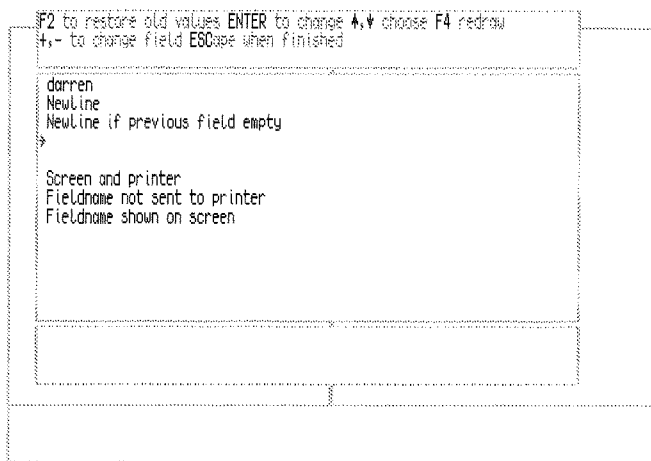 F2 to restore old values ENTER to change ↑,↓ choose F4 redraw
+,- to change field ESCape when finished
darren
Newline
Newline if previous field empty
→
Screen and printer
Fieldname not sent to printer
Fieldname shown on screen